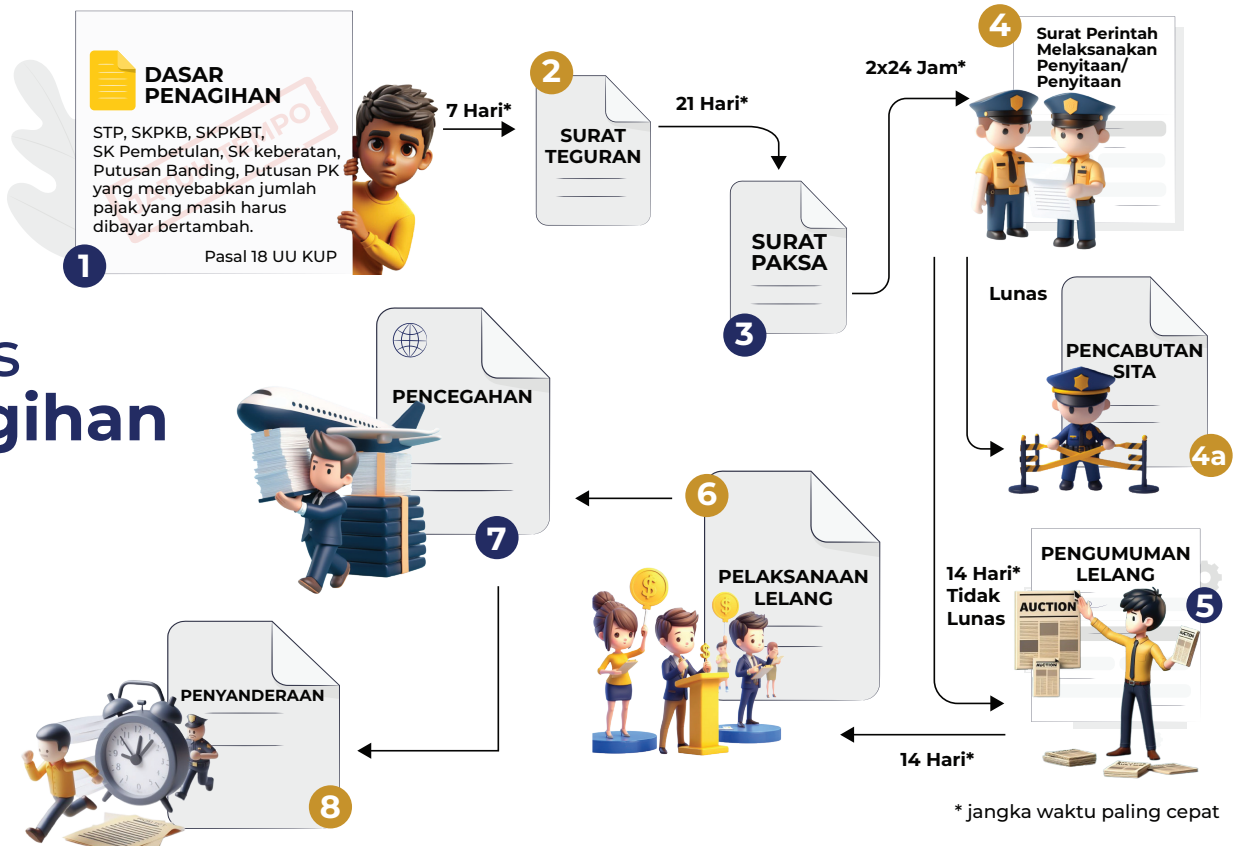 1
DASAR
PENAGIHAN
STP, SKPKB, SKPKBT,
SK Pembetulan, SK keberatan,
Putusan Banding, Putusan PK
yang menyebabkan jumlah
pajak yang masih harus
dibayar bertambah.
Pasal 18 UU KUP
7 Hari*
2
SURAT
TEGURAN
21 Hari*
SURAT
PAKSA
3
2x24 Jam*
4
Surat Perintah
Melaksanakan
Penyitaan/
Penyitaan
Lunas
PENCABUTAN
SITA
4a
14 Hari*
Tidak
Lunas
PENGUMUMAN
LELANG
5
AUCTION
AUCTION
AUCTION
14 Hari*
6
PELAKSANAAN
LELANG
s
gihan
PENCEGAHAN
7
PENYANDERAAN
8
* jangka waktu paling cepat